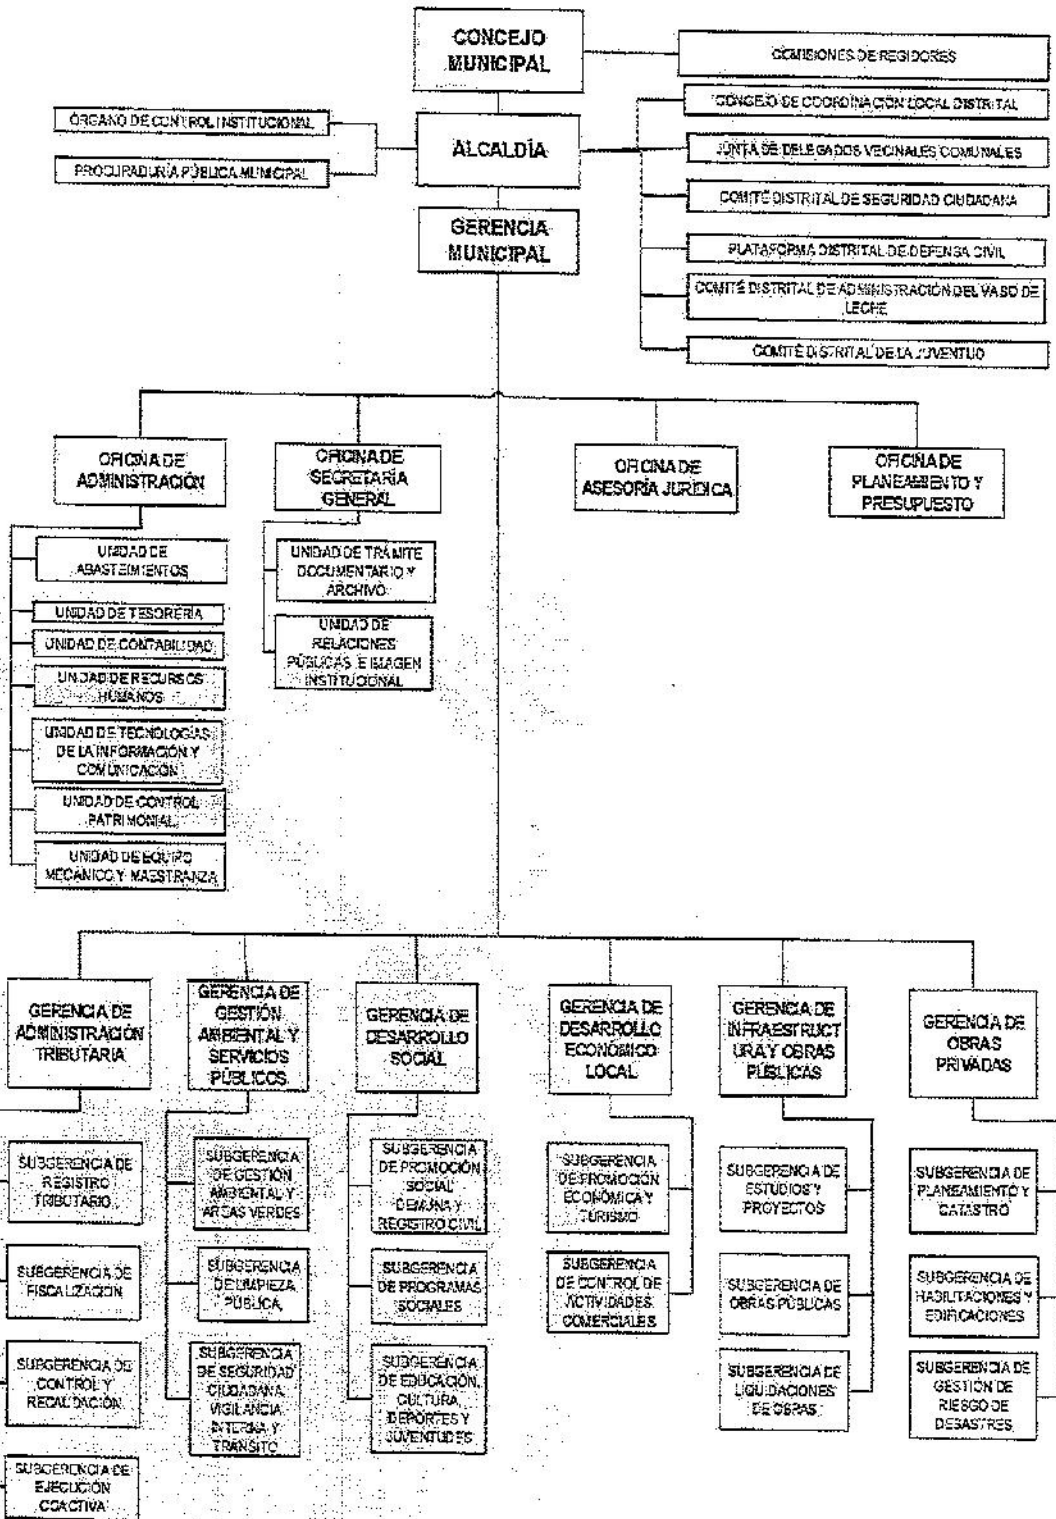 CONCEJO
MUNICIPAL
COMISIONES DE REGIDORES
CONCEJO DE COORDINACIÓN LOCAL DISTRITAL
ÓRGANO DE CONTROL INSTITUCIONAL
ALCALDÍA
JUNTA DE DELEGADOS VECINALES COMUNALES
PROCURADURÍA PÚBLICA MUNICIPAL
COMITÉ DISTRITAL DE SEGURIDAD CIUDADANA
GERENCIA
MUNICIPAL
PLATAFORMA DISTRITAL DE DEFENSA CIVIL
COMITÉ DISTRITAL DE ADMINISTRACIÓN DEL VASO DE
LECHE
COMITÉ DISTRITAL DE LA JUVENTUD
OFICINA DE
ADMINISTRACIÓN
OFICINA DE
SECRETARÍA
GENERAL
OFICINA DE
ASESORÍA JURÍDICA
OFICINA DE
PLANEAMIENTO Y
PRESUPUESTO
UNIDAD DE
ABASTEIMIENTOS
UNIDAD DE TESORERÍA
UNIDAD DE CONTABILIDAD
UNIDAD DE RECURSOS
HUMANOS
UNIDAD DE TECNOLOGÍAS
DE LA INFORMACIÓN Y
COMUNICACIÓN
UNIDAD DE CONTROL
PATRIMONIAL
UNIDAD DE EQUIPO
MECÁNICO Y MAESTRANZA
UNIDAD DE TRÁMITE
DOCUMENTARIO Y
ARCHIVO
UNIDAD DE
RELACIONES
PÚBLICAS E IMAGEN
INSTITUCIONAL
GERENCIA DE
ADMINISTRACIÓN
TRIBUTARIA
GERENCIA DE
GESTIÓN
AMBIENTAL Y
SERVICIOS
PÚBLICOS
GERENCIA DE
DESARROLLO
SOCIAL
GERENCIA DE
DESARROLLO
ECONÓMICO
LOCAL
GERENCIA DE
INFRAESTRUCT
URA Y OBRAS
PÚBLICAS
GERENCIA DE
OBRAS
PRIVADAS
SUBGERENCIA DE
REGISTRO
TRIBUTARIO
SUBGERENCIA DE
FISCALIZACIÓN
SUBGERENCIA DE
CONTROL Y
RECAUDACIÓN
SUBGERENCIA DE
EJECUCIÓN
COACTIVA
SUBGERENCIA
DE GESTIÓN
AMBIENTAL Y
AREAS VERDES
SUBGERENCIA
DE LIMPIEZA
PÚBLICA
SUBGERENCIA
DE SEGURIDAD
CIUDADANA
VIGILANCIA
INTERNA Y
TRANSITO
SUBGERENCIA
DE PROMOCIÓN
SOCIAL
DEMUNA Y
REGISTRO CIVIL
SUBGERENCIA
DE PROGRAMAS
SOCIALES
SUBGERENCIA
DE EDUCACIÓN,
CULTURA,
DEPORTES Y
JUVENTUDES
SUBGERENCIA
DE PROMOCIÓN
ECONÓMICA Y
TURISMO
SUBGERENCIA
DE CONTROL DE
ACTIVIDADES
COMERCIALES
SUBGERENCIA DE
ESTUDIOS Y
PROYECTOS
SUBGERENCIA DE
OBRAS PÚBLICAS
SUBGERENCIA DE
LIQUIDACIONES
DE OBRAS
SUBGERENCIA DE
PLANEAMIENTO Y
CATASTRO
SUBGERENCIA DE
HABILITACIONES Y
EDIFICACIONES
SUBGERENCIA DE
GESTIÓN DE
RIESGO DE
DESASTRES